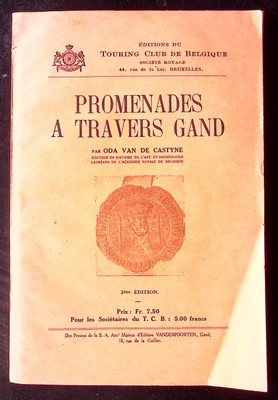 ÉDITIONS DU
TOURING CLUB DE BELGIQUE
SOCIÉTÉ ROYALE
44, rue de la Loi, BRUXELLES.
PROMENADES
A TRAVERS GAND
PAR ODA VAN DE CASTYNE
DOCTEUR EN HISTOIRE DE L'ART ET ARCHÉOLOGIE
LAURÉATE DE L'ACADÉMIE ROYALE DE BELGIQUE
2me ÉDITION.
Prix: Fr. 7,50
Pour les Sociétaires du T. C. B.: 5.00 francs
Des Presses de la S. A. Anc.ne Maison d'Edition VANDERPOORTEN, Gand,
18, rue de la Cuiller.